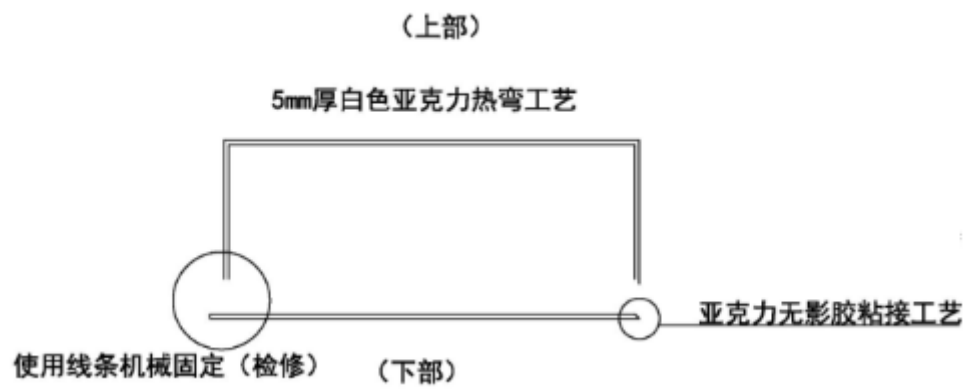 （上部）
5mm厚白色亚克力热弯工艺
亚克力无影胶粘接工艺
使用线条机械固定（检修）
（下部）